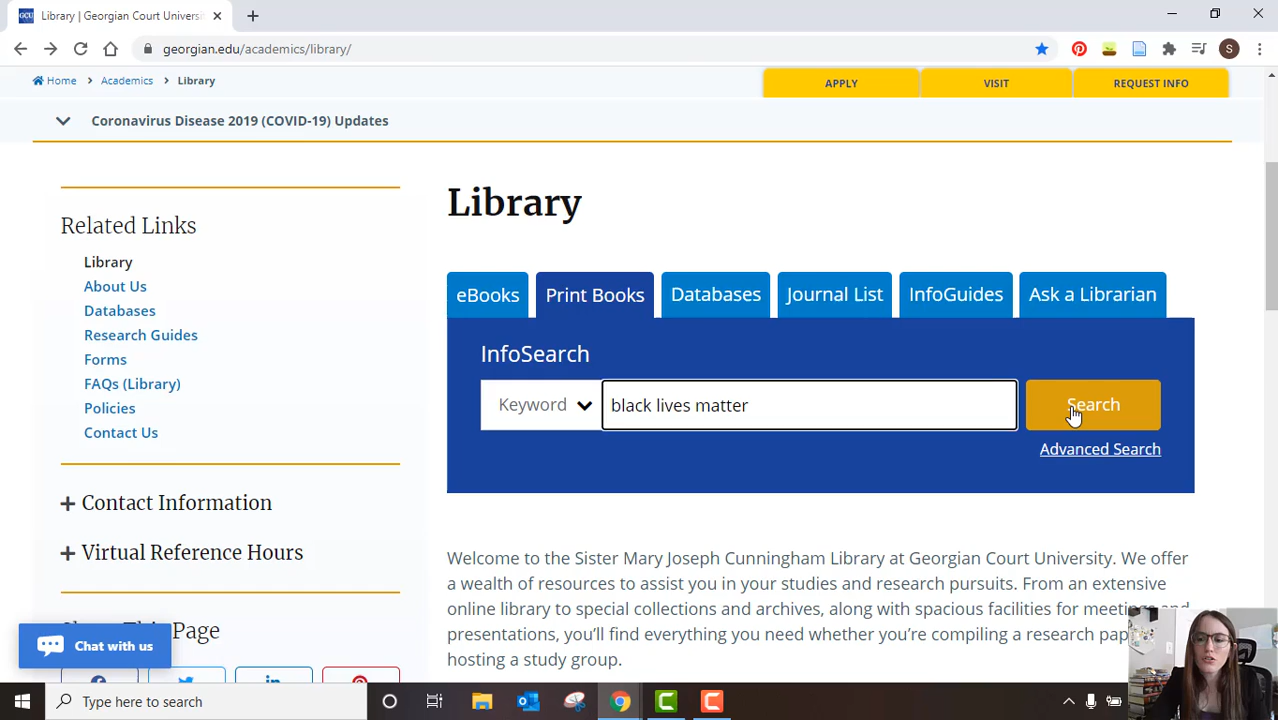 GCU Library | Georgian Court Universi
georgian.edu/academics/library/
S
Home Academics Library
APPLY VISIT REQUEST INFO
Coronavirus Disease 2019 (COVID-19) Updates
Related Links
Library
About Us
Databases
Research Guides
Forms
FAQs (Library)
Policies
Contact Us
Contact Information
Virtual Reference Hours
Page
Chat with us
Library
eBooks Print Books Databases Journal List InfoGuides Ask a Librarian
InfoSearch
Keyword black lives matter Search
Advanced Search
Welcome to the Sister Mary Joseph Cunningham Library at Georgian Court University. We offer
a wealth of resources to assist you in your studies and research pursuits. From an extensive
online library to special collections and archives, along with spacious facilities for meetings and
presentations, you’ll find everything you need whether you’re compiling a research pap
hosting a study group.
Type here to search